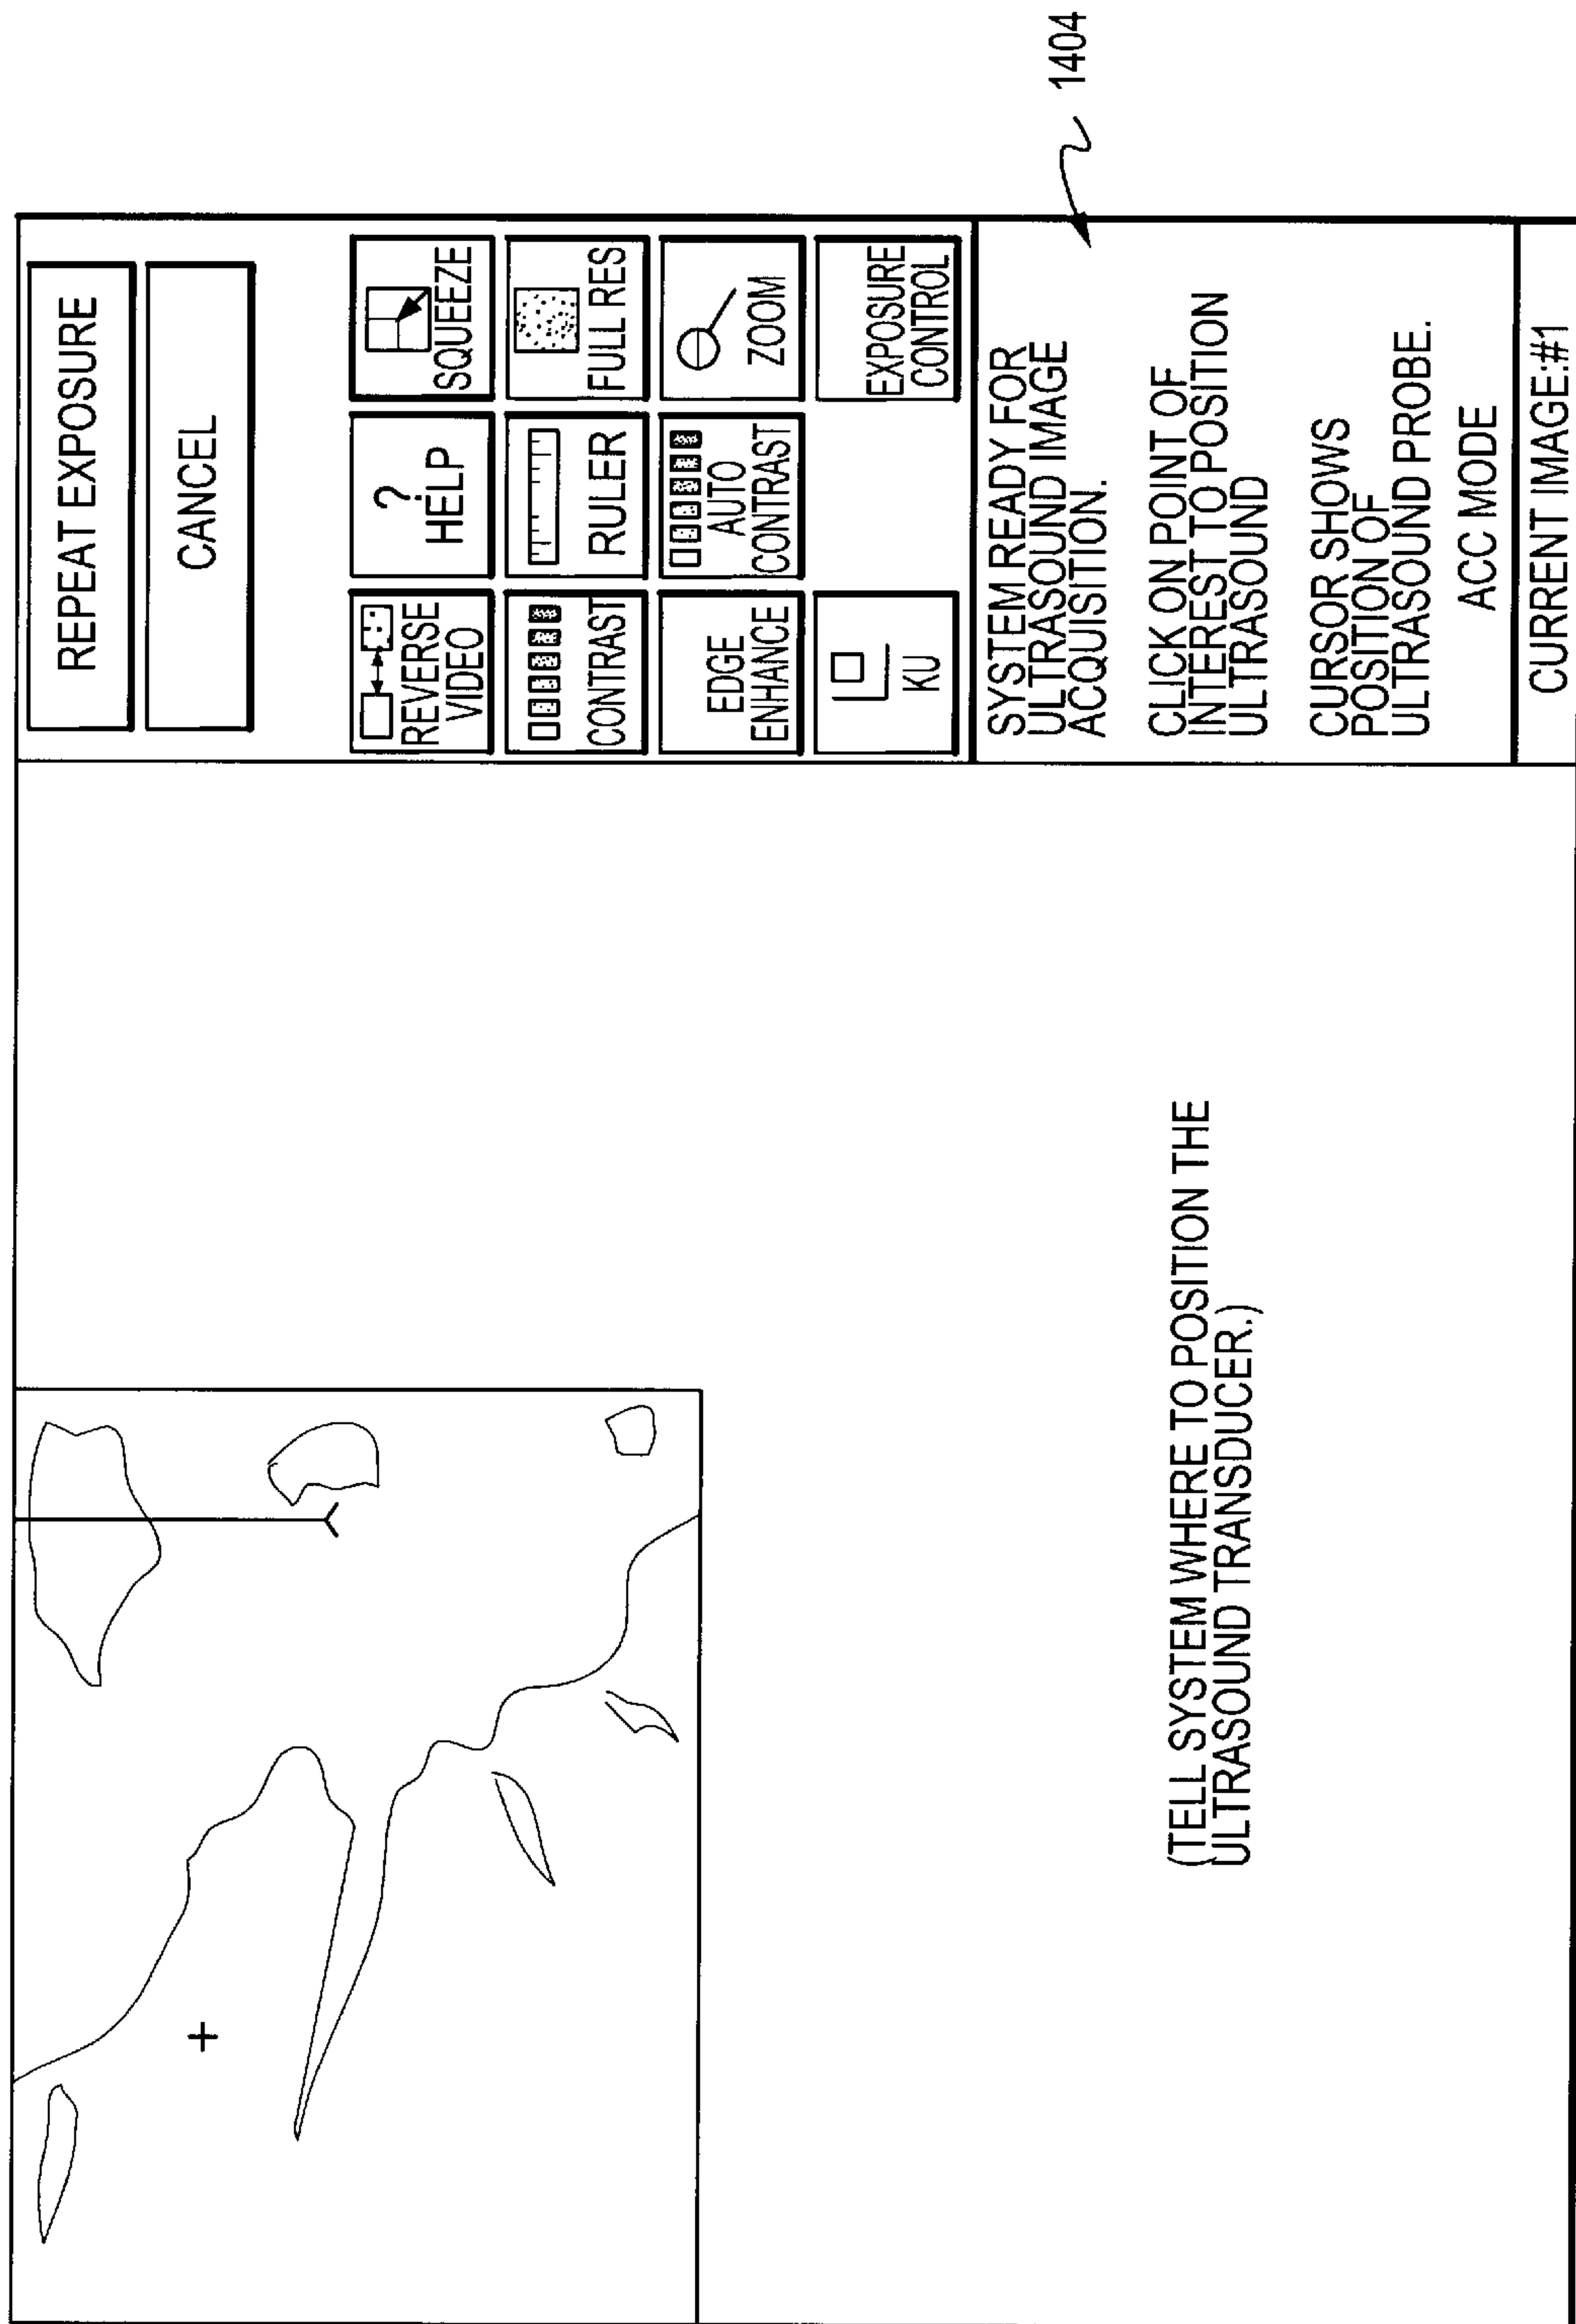 REPEAT EXPOSURE
CANCEL
REVERSE
VIDEO
?
HELP
SQUEEZE
CONTRAST
RULER
FULL RES
EDGE
ENHANCE
AUTO
CONTRAST
ZOOM
KU
EXPOSURE
CONTROL
SYSTEM READY FOR
ULTRASOUND IMAGE
ACQUISITION.
CLICK ON POINT OF
INTEREST TO POSITION
ULTRASOUND
CURSOR SHOWS
POSITION OF
ULTRASOUND PROBE.
ACC MODE
CURRENT IMAGE:#1
1404
(TELL SYSTEM WHERE TO POSITION THE
ULTRASOUND TRANSDUCER.)